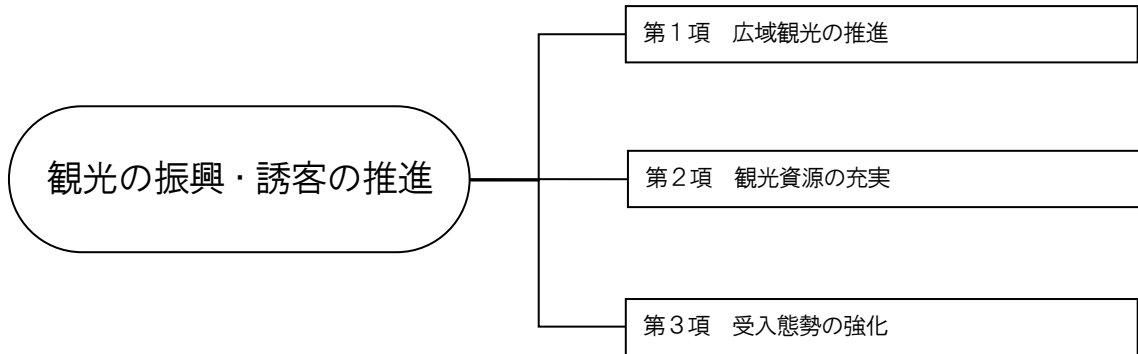 観光の振興・誘客の推進
第１項　広域観光の推進
第２項　観光資源の充実
第３項　受入態勢の強化